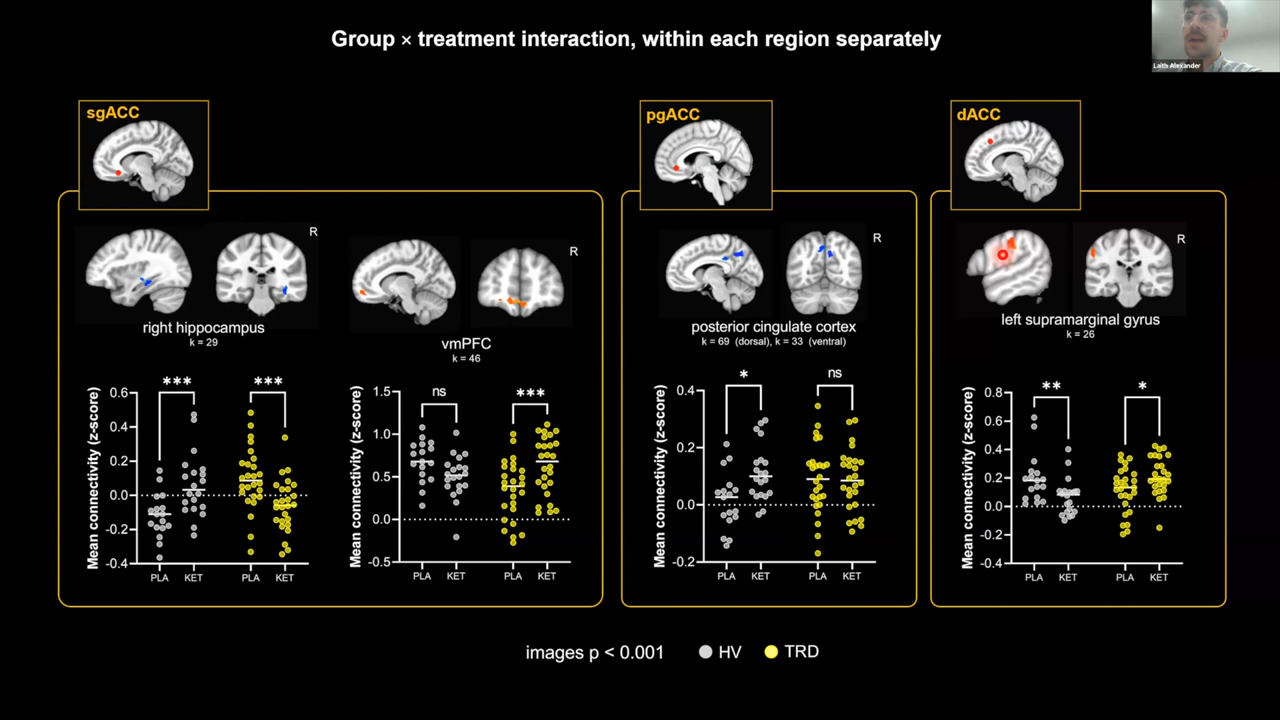 Group × treatment interaction, within each region separately
Laith Alexander
sgACC
R
right hippocampus
k = 29
R
vmPFC
k = 46
Mean connectivity (z-score)
0.6
0.4
0.2
0.0
-0.2
-0.4
***
***
PLA KET PLA KET
Mean connectivity (z-score)
1.5
1.0
0.5
0.0
-0.5
ns
***
PLA KET PLA KET
pgACC
R
posterior cingulate cortex
k = 69 (dorsal), k = 33 (ventral)
Mean connectivity (z-score)
0.4
0.2
0.0
-0.2
*
ns
PLA KET PLA KET
dACC
R
left supramarginal gyrus
k = 26
Mean connectivity (z-score)
0.8
0.6
0.4
0.2
0.0
-0.2
-0.4
**
*
PLA KET PLA KET
images p < 0.001 HV TRD